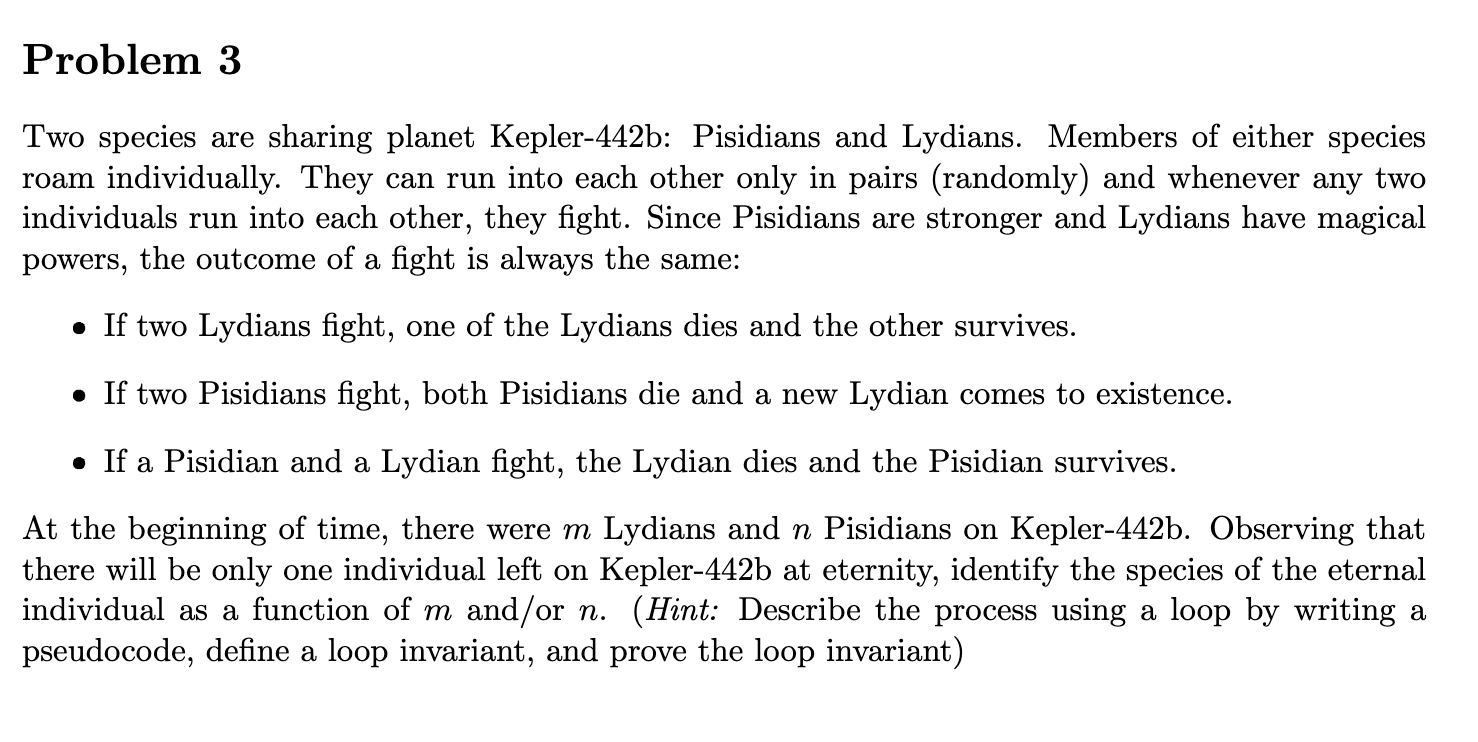 Problem 3
Two species are sharing planet Kepler-442b: Pisidians and Lydians. Members of either species
roam individually. They can run into each other only in pairs (randomly) and whenever any two
individuals run into each other, they fight. Since Pisidians are stronger and Lydians have magical
powers, the outcome of a fight is always the same:
• If two Lydians fight, one of the Lydians dies and the other survives.
• If two Pisidians fight, both Pisidians die and a new Lydian comes to existence.
• If a Pisidian and a Lydian fight, the Lydian dies and the Pisidian survives.
At the beginning of time, there were m Lydians and n Pisidians on Kepler-442b. Observing that
there will be only one individual left on Kepler-442b at eternity, identify the species of the eternal
individual as a function of m and/or n. (Hint: Describe the process using a loop by writing a
pseudocode, define a loop invariant, and prove the loop invariant)